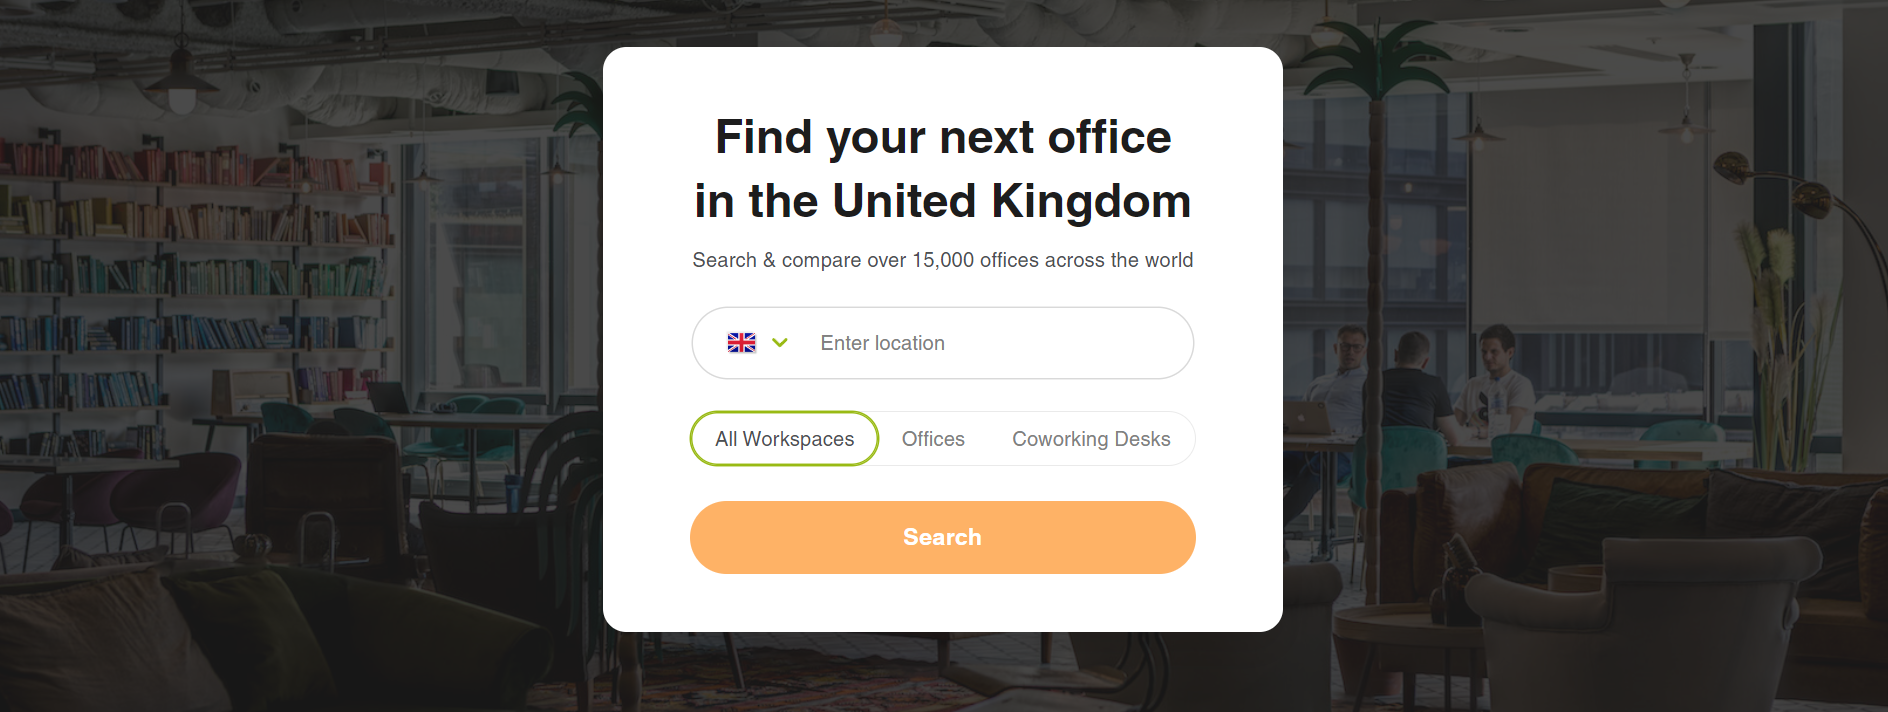 Find your next office
in the United Kingdom
Search & compare over 15,000 offices across the world
Enter location
All Workspaces Offices Coworking Desks
Search